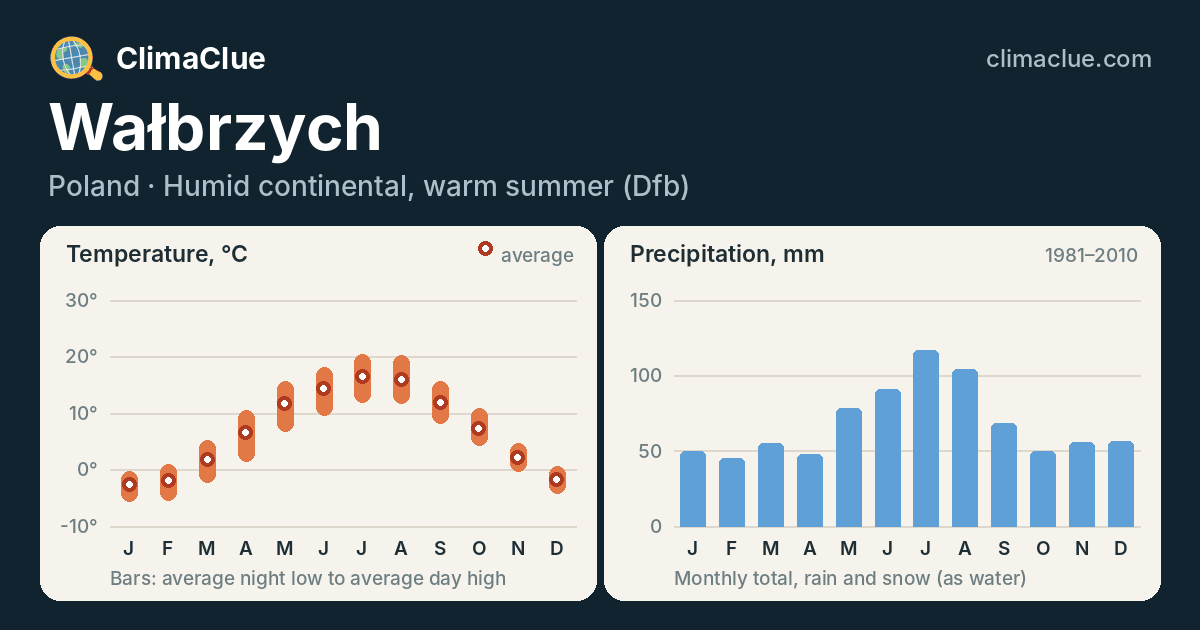 ClimaClue
climaclue.com
Wałbrzych
Poland · Humid continental, warm summer (Dfb)
Temperature, °C
average
30°
20°
10°
0°
-10°
J F M A M J J A S O N D
Bars: average night low to average day high
Precipitation, mm
1981–2010
150
100
50
0
J F M A M J J A S O N D
Monthly total, rain and snow (as water)